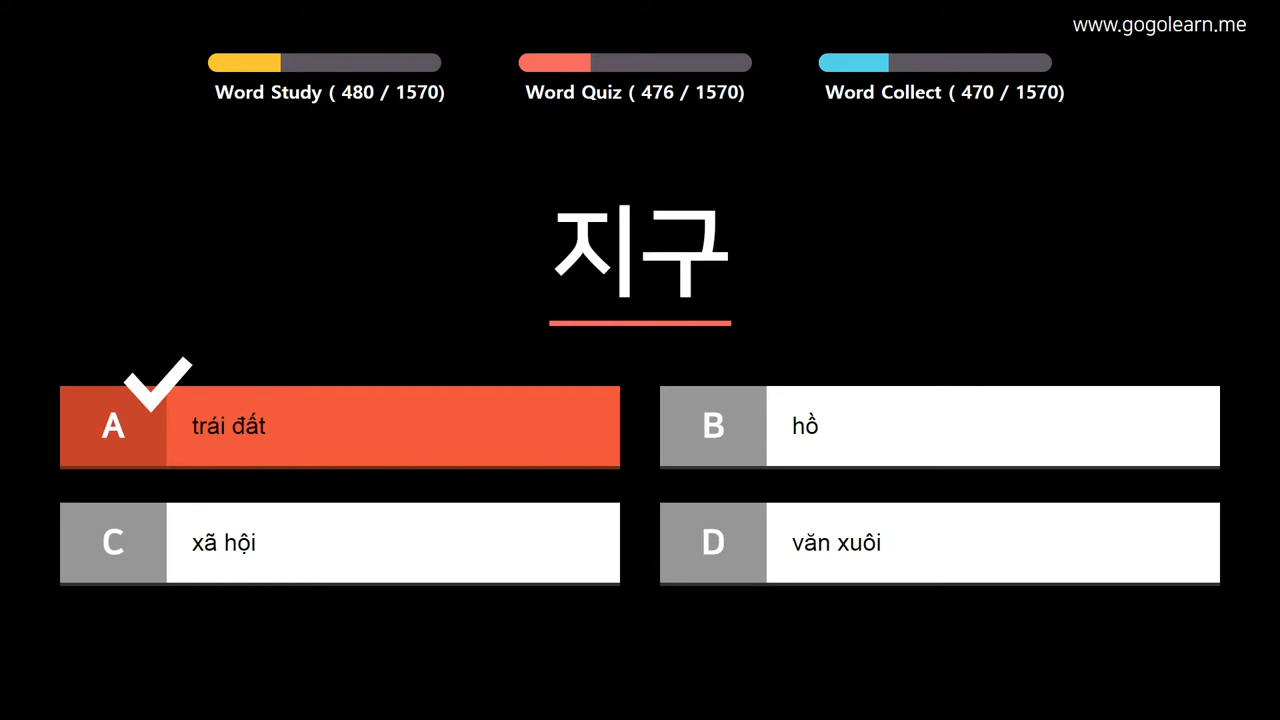 www.gogolearn.me
Word Study ( 480 / 1570)
Word Quiz ( 476 / 1570)
Word Collect ( 470 / 1570)
지구
A trái đất
B hồ
C xã hội
D văn xuôi